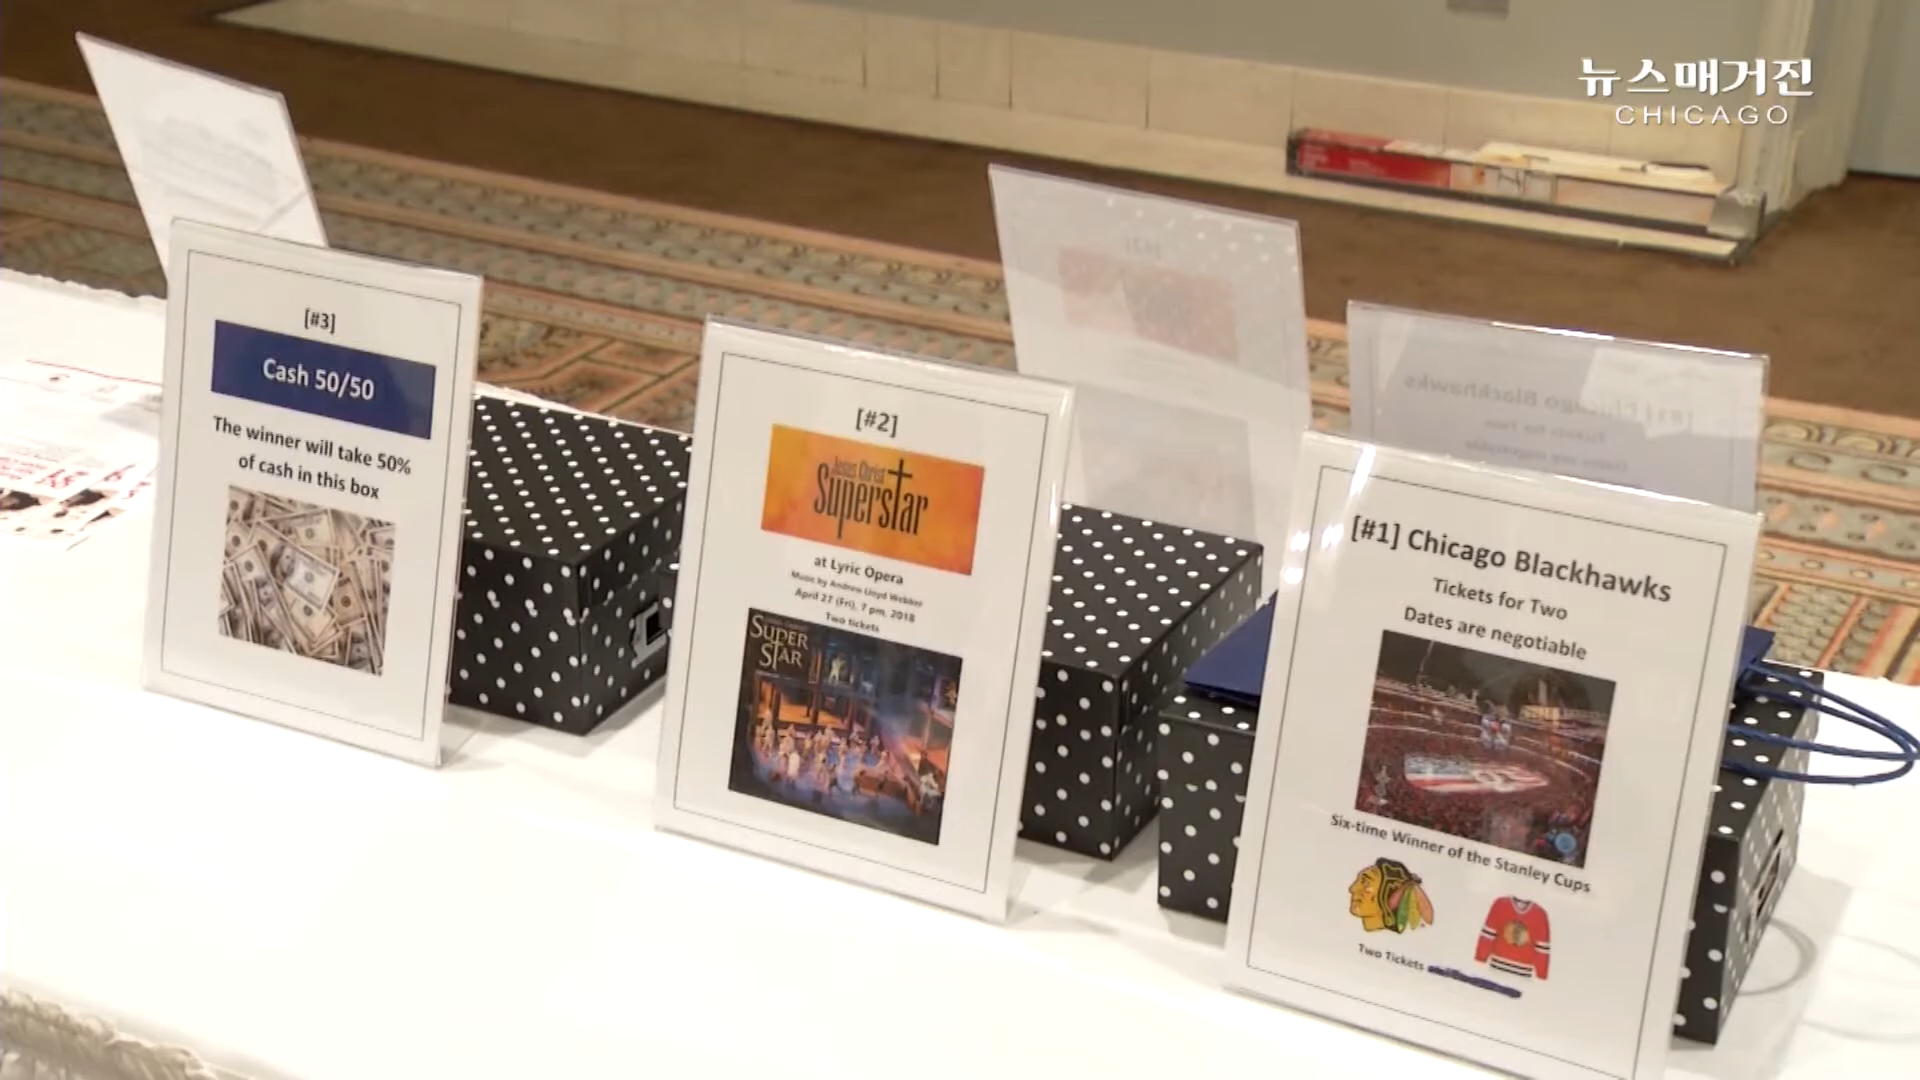 뉴스매거진
CHICAGO
[#3]
Cash 50/50
The winner will take 50%
of cash in this box
[#2]
Jesus Christ
Superstar
at Lyric Opera
Music by Andrew Lloyd Webber
April 27 (Fri), 7 pm, 2018
Two tickets
SUPER
STAR
[#1] Chicago Blackhawks
Tickets for Two
Dates are negotiable
Six-time Winner of the Stanley Cups
Two Tickets